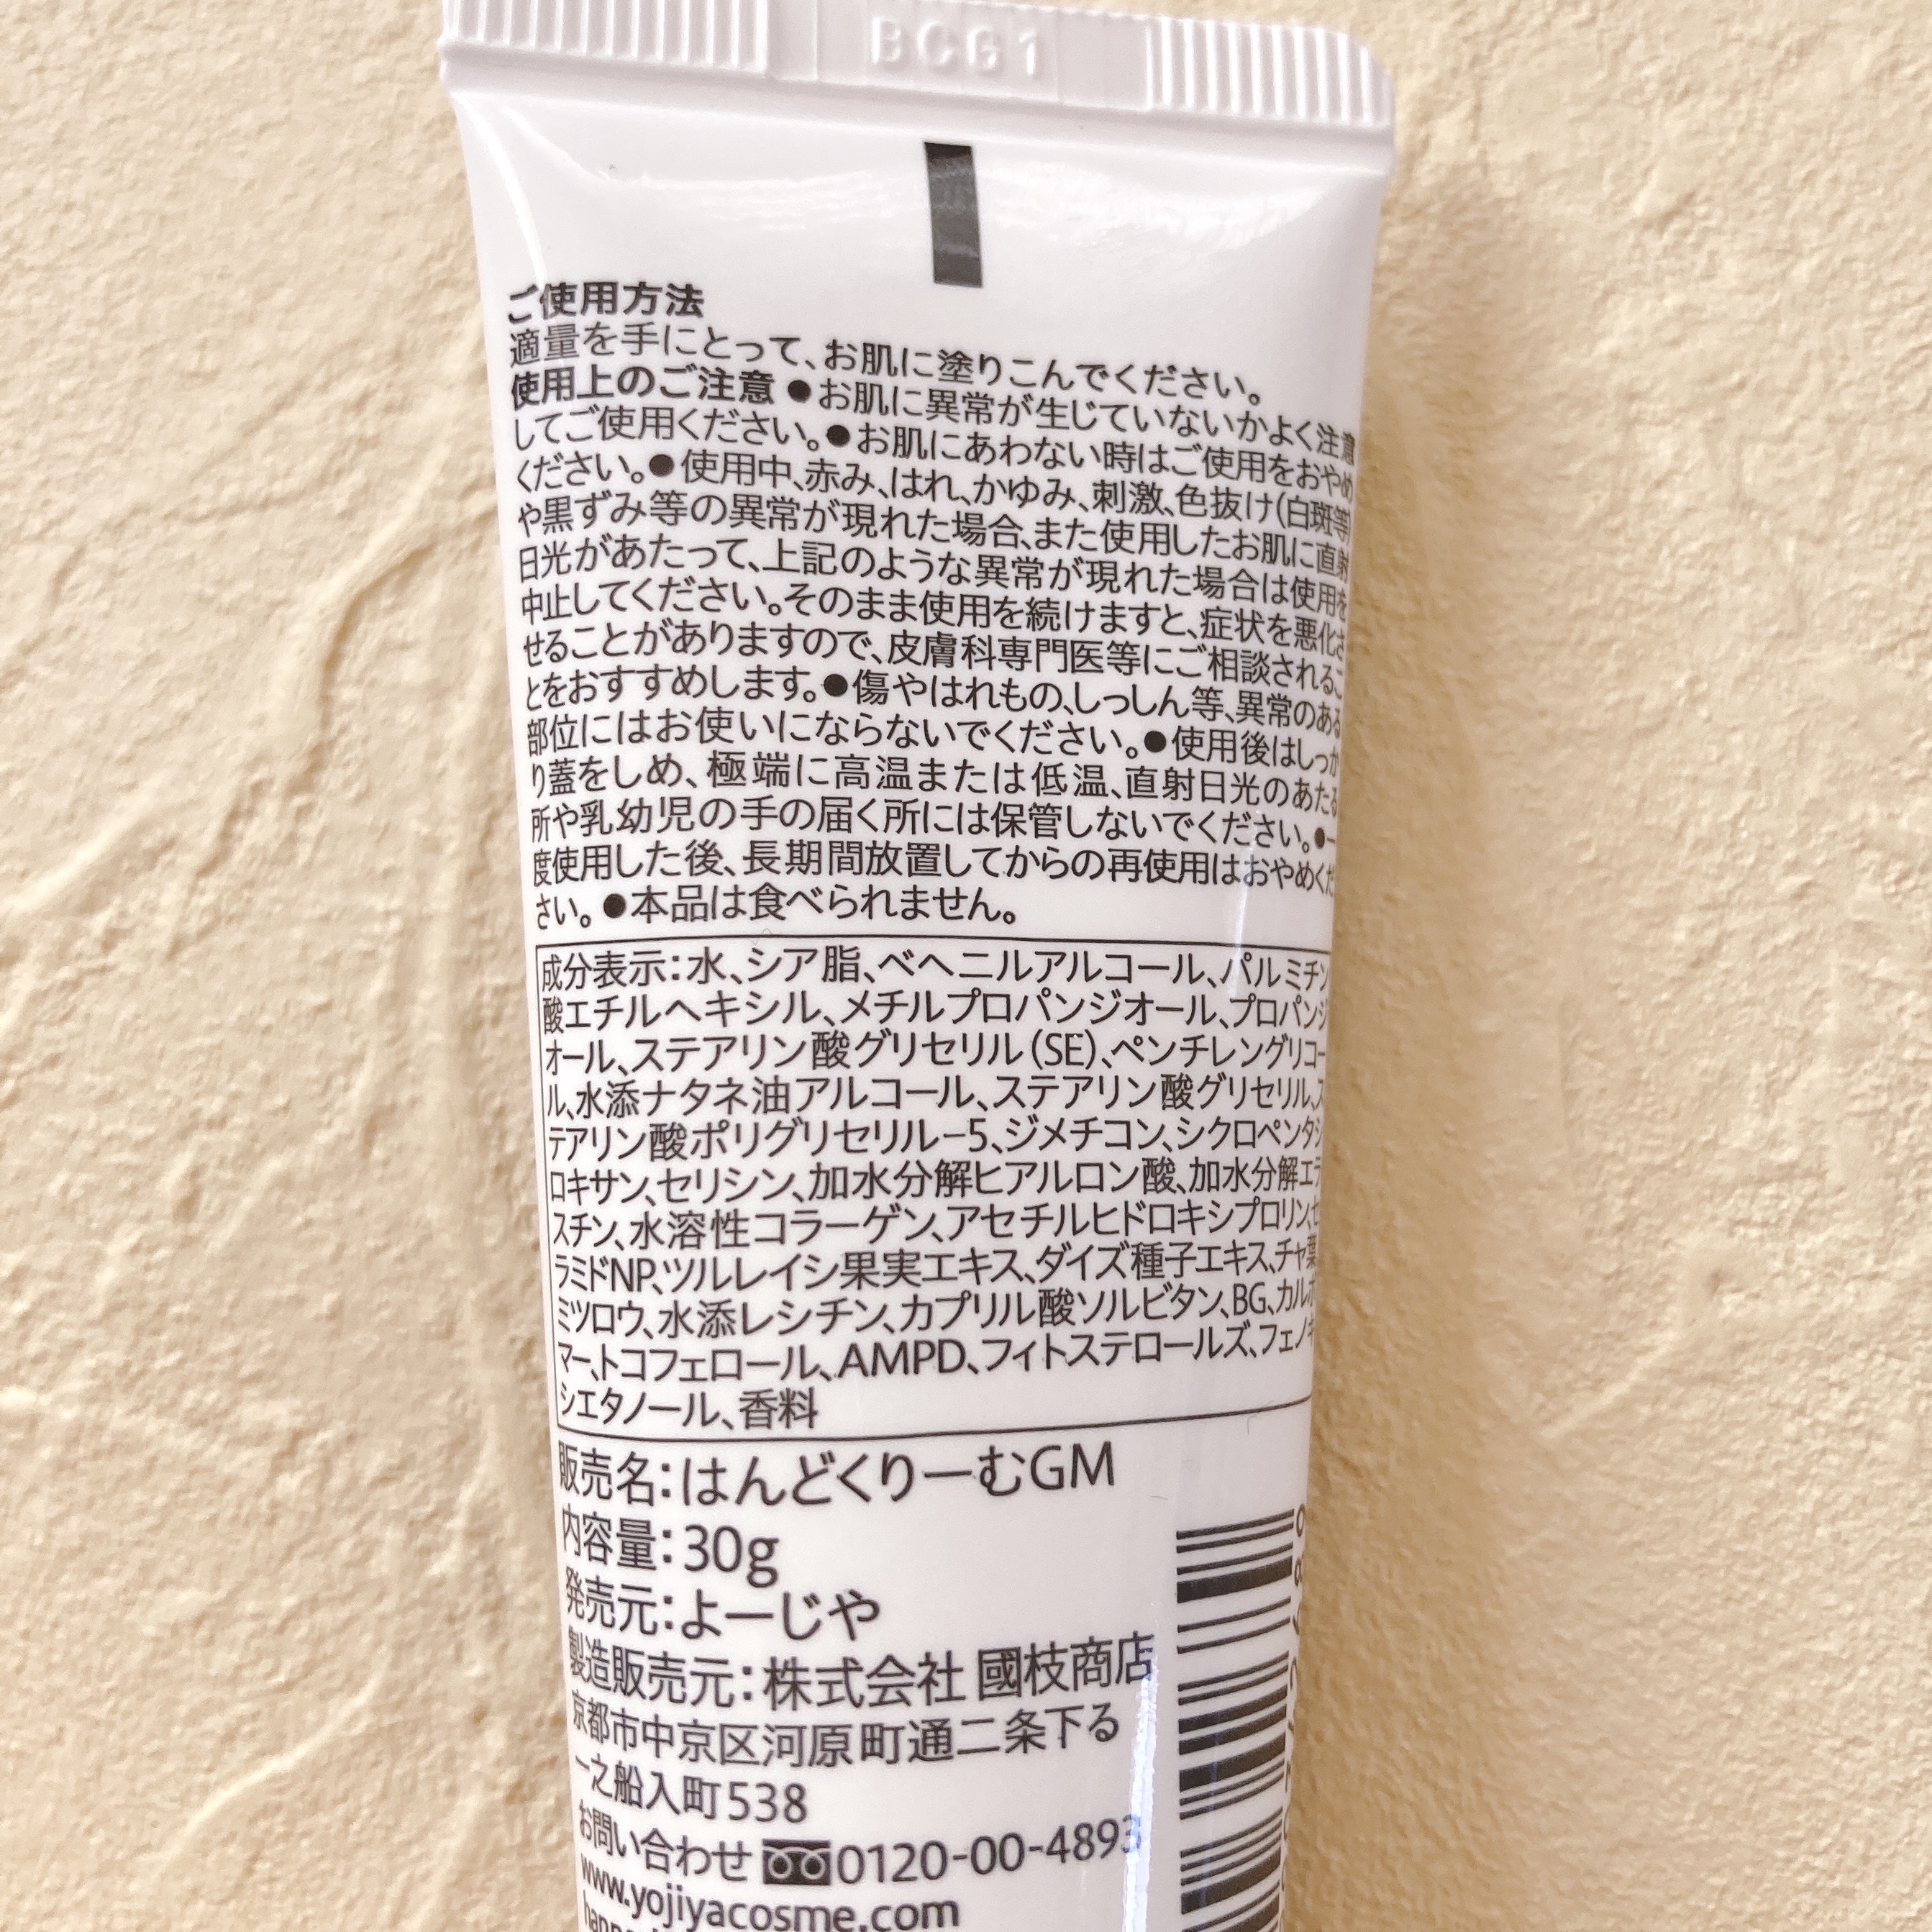 BCG1
ご使用方法
適量を手にとって、お肌に塗りこんでください。
使用上のご注意 ●お肌に異常が生じていないかよく注意
してご使用ください。●お肌にあわない時はご使用をおやめ
ください。●使用中、赤み、はれ、かゆみ、刺激、色抜け(白斑等)
や黒ずみ等の異常が現れた場合、また使用したお肌に直射
日光があたって、上記のような異常が現れた場合は使用を
中止してください。そのまま使用を続けますと、症状を悪化さ
せることがありますので、皮膚科専門医等にご相談されるこ
とをおすすめします。●傷やはれもの、しっしん等、異常のある
部位にはお使いにならないでください。●使用後はしっか
り蓋をしめ、極端に高温または低温、直射日光のあたる
所や乳幼児の手の届く所には保管しないでください。●一
度使用した後、長期間放置してからの再使用はおやめくだ
さい。●本品は食べられません。
成分表示:水、シア脂、ベヘニルアルコール、パルミチン
酸エチルヘキシル、メチルプロパンジオール、プロパンジ
オール、ステアリン酸グリセリル(SE)、ペンチレングリコー
ル、水添ナタネ油アルコール、ステアリン酸グリセリル、ス
テアリン酸ポリグリセリル-5、ジメチコン、シクロペンタシ
ロキサン、セリシン、加水分解ヒアルロン酸、加水分解エラ
スチン、水溶性コラーゲン、アセチルヒドロキシプロリン、セ
ラミドNP、ツルレイシ果実エキス、ダイズ種子エキス、チャ葉
ミツロウ、水添レシチン、カプリル酸ソルビタン、BG、カルボ
マー、トコフェロール、AMPD、フィトステロールズ、フェノキ
シエタノール、香料
販売名:はんどくりーむGM
内容量:30g
発売元:よーじや
製造販売元:株式会社 國枝商店
京都市中京区河原町通二条下る
一之船入町538
お問い合わせ 0120-00-4893
www.yojiyacosme.com